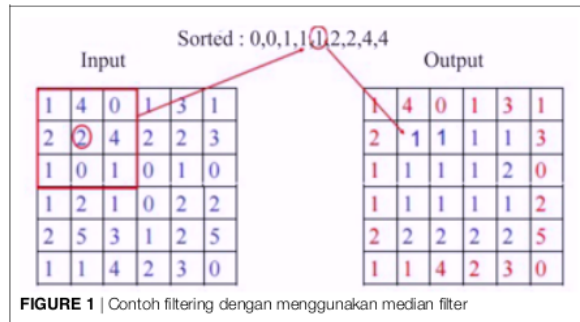 Sorted : 0,0,1,1,1,2,2,4,4
Input
Output
1 4 0 1 3 1
2 2 4 2 2 3
1 0 1 0 1 0
1 2 1 0 2 2
2 5 3 1 2 5
1 1 4 2 3 0
1 4 0 1 3 1
2 1 1 1 1 3
1 1 1 1 2 0
1 1 1 1 1 2
2 2 2 2 2 5
1 1 4 2 3 0
FIGURE 1 | Contoh filtering dengan menggunakan median filter